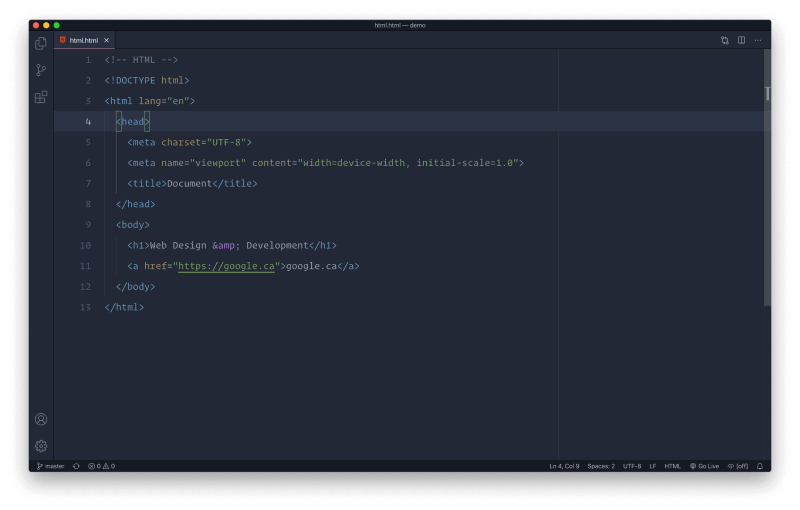 html.html — demo
html.html
1 <!-- HTML -->
2 <!DOCTYPE html>
3 <html lang="en">
4 <head>
5 <meta charset="UTF-8">
6 <meta name="viewport" content="width=device-width, initial-scale=1.0">
7 <title>Document</title>
8 </head>
9 <body>
10 <h1>Web Design &amp; Development</h1>
11 <a href="https://google.ca">google.ca</a>
12 </body>
13 </html>
master 0 0 Ln 4, Col 9 Spaces: 2 UTF-8 LF HTML Go Live [off]